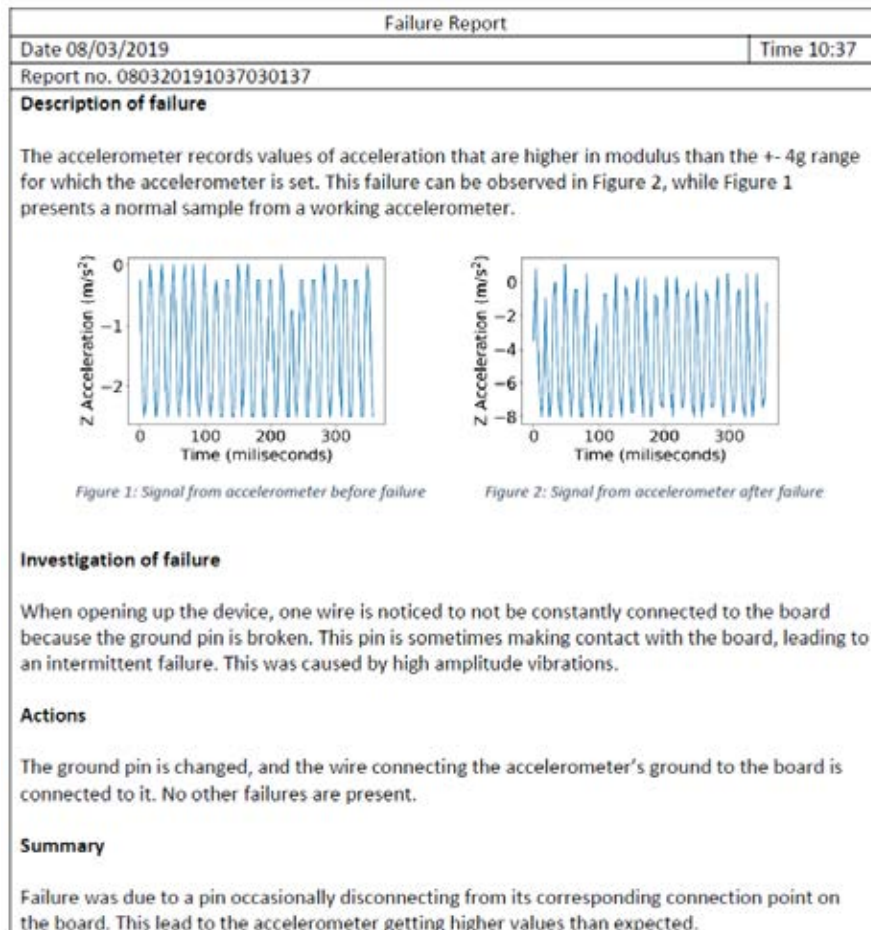 Failure Report
Date 08/03/2019 Time 10:37
Report no. 080320191037030137
Description of failure
The accelerometer records values of acceleration that are higher in modulus than the +- 4g range
for which the accelerometer is set. This failure can be observed in Figure 2, while Figure 1
presents a normal sample from a working accelerometer.
Z Acceleration (m/s²)
0
−1
−2
0 100 200 300
Time (miliseconds)
Figure 1: Signal from accelerometer before failure
Z Acceleration (m/s²)
0
−2
−4
−6
−8
0 100 200 300
Time (miliseconds)
Figure 2: Signal from accelerometer after failure
Investigation of failure
When opening up the device, one wire is noticed to not be constantly connected to the board
because the ground pin is broken. This pin is sometimes making contact with the board, leading to
an intermittent failure. This was caused by high amplitude vibrations.
Actions
The ground pin is changed, and the wire connecting the accelerometer's ground to the board is
connected to it. No other failures are present.
Summary
Failure was due to a pin occasionally disconnecting from its corresponding connection point on
the board. This lead to the accelerometer getting higher values than expected.